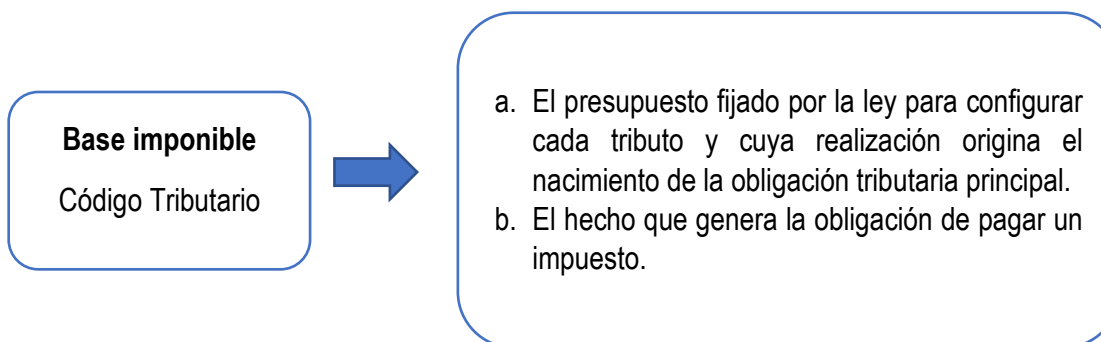 Base imponible
Código Tributario
a. El presupuesto fijado por la ley para configurar
cada tributo y cuya realización origina el
nacimiento de la obligación tributaria principal.
b. El hecho que genera la obligación de pagar un
impuesto.